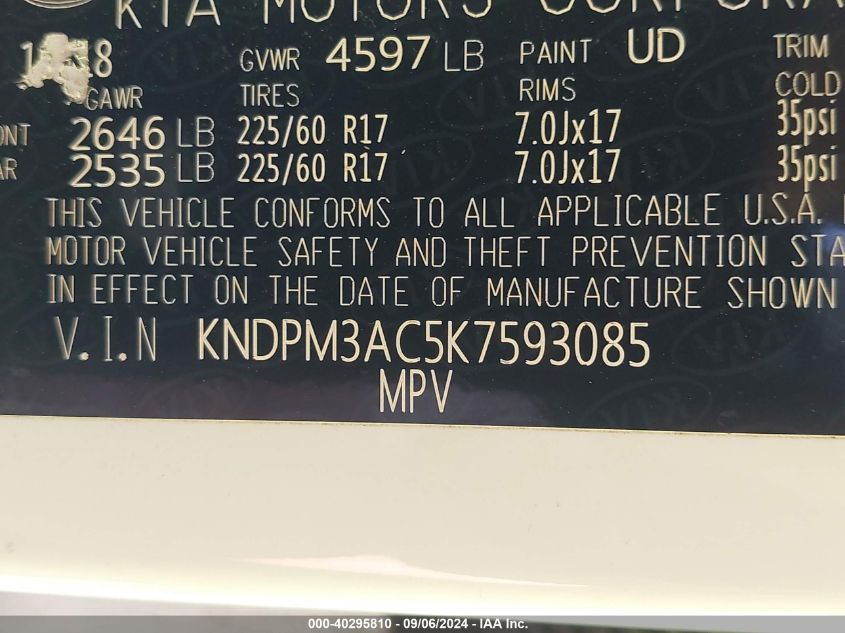 KIA MOTORS CORPORA
GVWR 4597 LB PAINT UD TRIM
GAWR TIRES RIMS COLD
ONT 2646 LB 225/60 R17 7.0Jx17 35psi
AR 2535 LB 225/60 R17 7.0Jx17 35psi
THIS VEHICLE CONFORMS TO ALL APPLICABLE U.S.A.
MOTOR VEHICLE SAFETY AND THEFT PREVENTION STA
IN EFFECT ON THE DATE OF MANUFACTURE SHOWN
V.I.N KNDPM3AC5K7593085
MPV
000-40295810 - 09/06/2024 - IAA Inc.